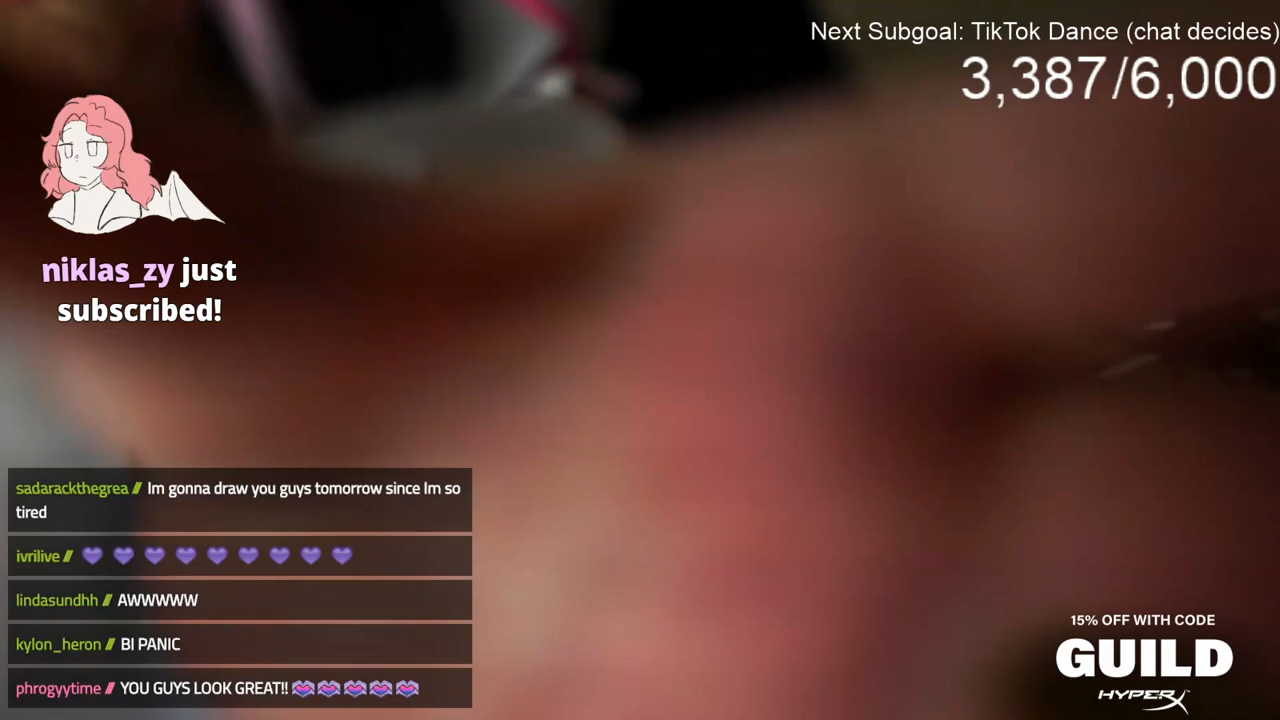 Next Subgoal: TikTok Dance (chat decides)
3,387/6,000
niklas_zy just
subscribed!
sadarackthegrea // Im gonna draw you guys tomorrow since Im so
tired
ivrilive // 💜 💜 💜 💜 💜 💜 💜 💜 💜
lindasundhh // AWWWWW
kylon_heron // BI PANIC
phrogyytime // YOU GUYS LOOK GREAT!!
15% OFF WITH CODE
GUILD
HYPERX